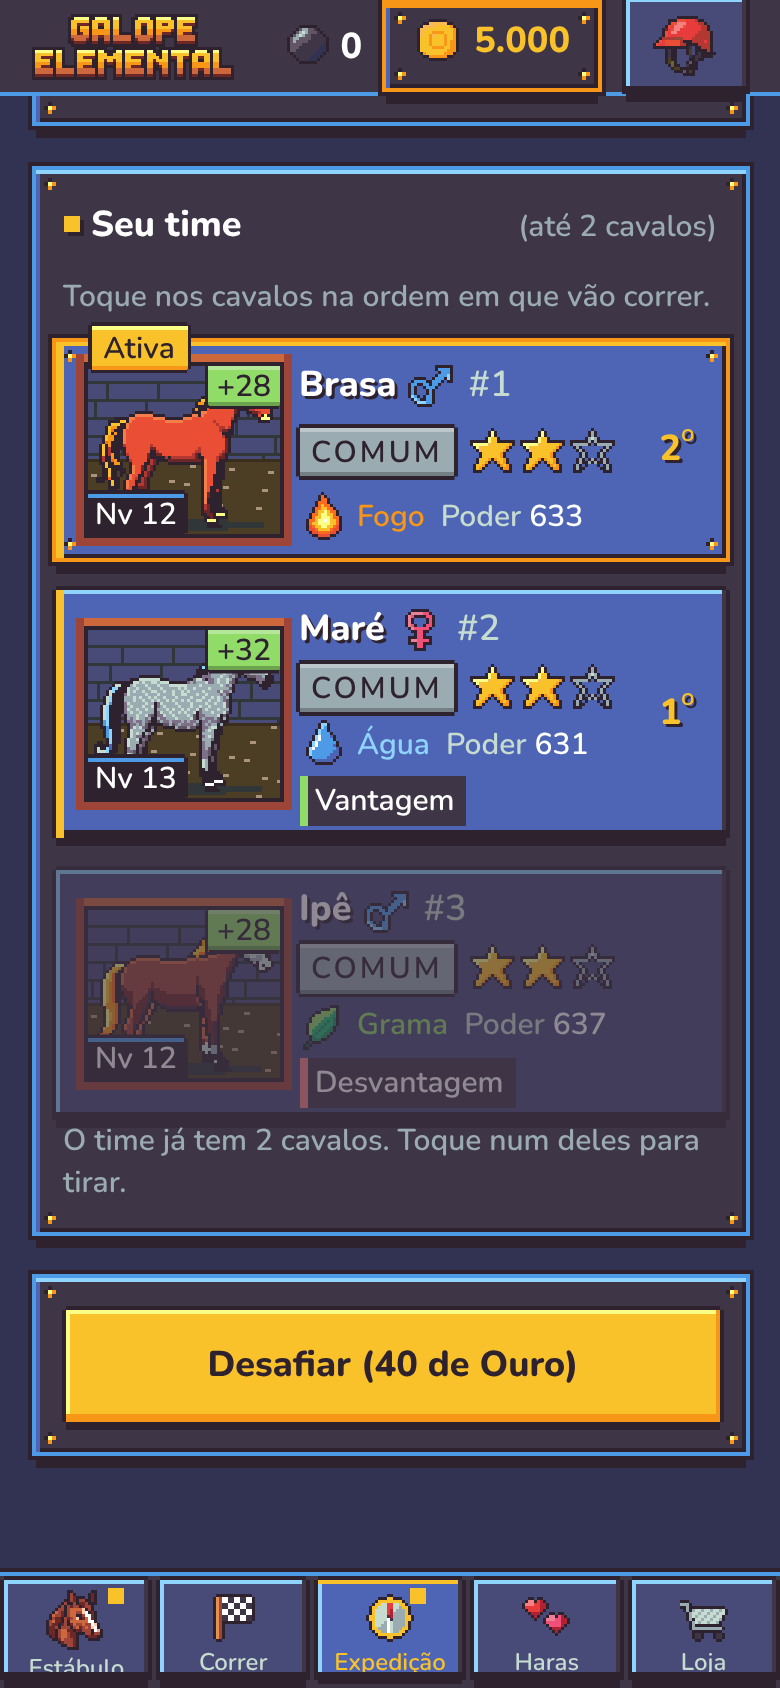 GALOPE
ELEMENTAL
0
5.000
Seu time
(até 2 cavalos)
Toque nos cavalos na ordem em que vão correr.
Ativa
+28
Nv 12
Brasa #1
COMUM
2º
Fogo Poder 633
+32
Nv 13
Maré #2
COMUM
1º
Água Poder 631
Vantagem
+28
Nv 12
Ipê #3
COMUM
Grama Poder 637
Desvantagem
O time já tem 2 cavalos. Toque num deles para
tirar.
Desafiar (40 de Ouro)
Estábulo
Correr
Expedição
Haras
Loja